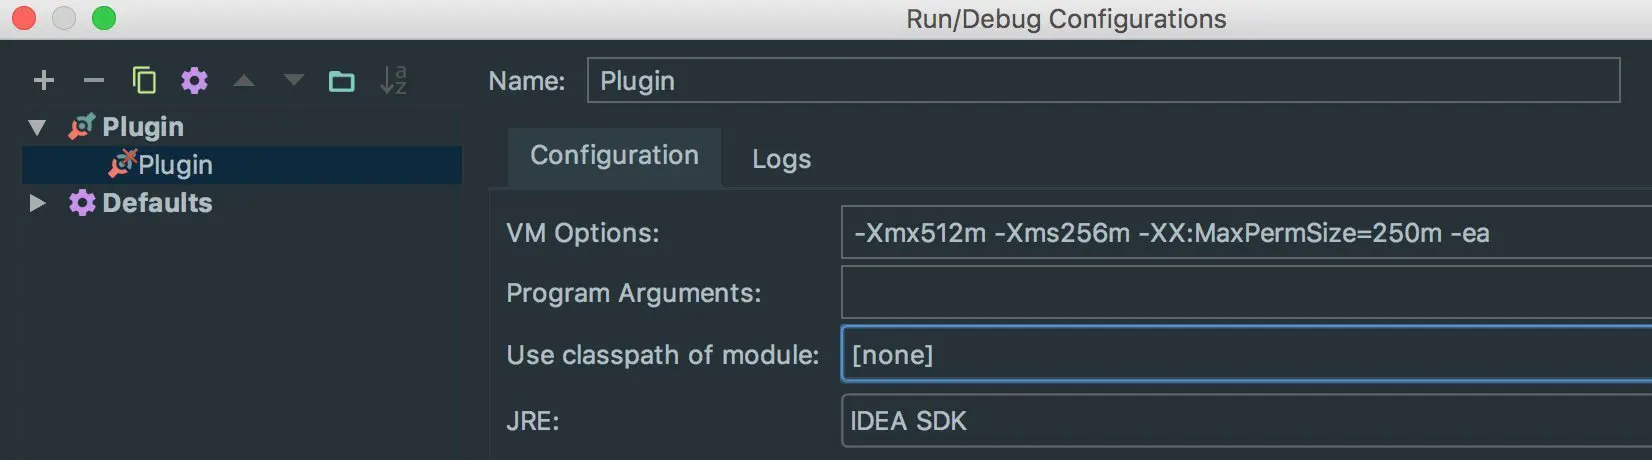 Run/Debug Configurations
Name: Plugin
Plugin
Plugin
Defaults
Configuration Logs
VM Options: -Xmx512m -Xms256m -XX:MaxPermSize=250m -ea
Program Arguments:
Use classpath of module: [none]
JRE: IDEA SDK